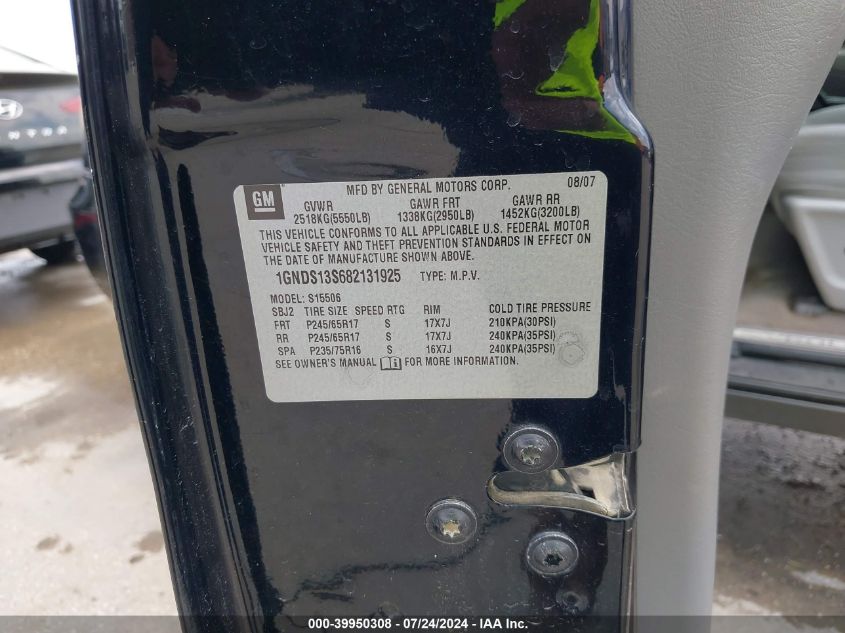 MFD BY GENERAL MOTORS CORP. 08/07
GM
GVWR GAWR FRT GAWR RR
2518KG(5550LB) 1338KG(2950LB) 1452KG(3200LB)
THIS VEHICLE CONFORMS TO ALL APPLICABLE U.S. FEDERAL MOTOR
VEHICLE SAFETY AND THEFT PREVENTION STANDARDS IN EFFECT ON
THE DATE OF MANUFACTURE SHOWN ABOVE.
1GNDS13S682131925 TYPE: M.P.V.
MODEL: S15506
SBJ2 TIRE SIZE SPEED RTG RIM COLD TIRE PRESSURE
FRT P245/65R17 S 17X7J 210KPA(30PSI)
RR P245/65R17 S 17X7J 240KPA(35PSI)
SPA P235/75R16 S 16X7J 240KPA(35PSI)
SEE OWNER'S MANUAL FOR MORE INFORMATION.
000-39950308 - 07/24/2024 - IAA Inc.